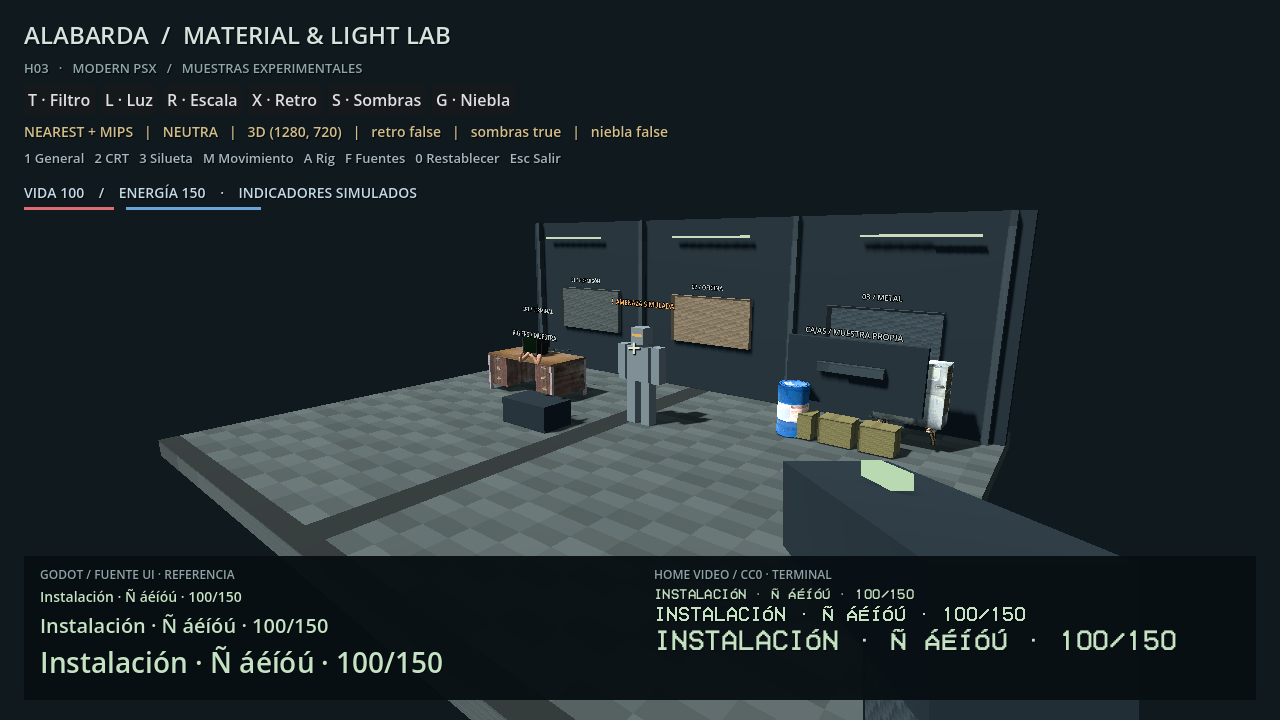 ALABARDA / MATERIAL & LIGHT LAB
H03 · MODERN PSX / MUESTRAS EXPERIMENTALES
T · Filtro L · Luz R · Escala X · Retro S · Sombras G · Niebla
NEAREST + MIPS | NEUTRA | 3D (1280, 720) | retro false | sombras true | niebla false
1 General 2 CRT 3 Silueta M Movimiento A Rig F Fuentes 0 Restablecer Esc Salir
VIDA 100 / ENERGÍA 150 · INDICADORES SIMULADOS
03 / METAL
CAJAS / MUESTRA PROPIA
GODOT / FUENTE UI · REFERENCIA
Instalación · Ñ áéíóú · 100/150
Instalación · Ñ áéíóú · 100/150
Instalación · Ñ áéíóú · 100/150
HOME VIDEO / CC0 · TERMINAL
INSTALACIóN · Ñ ÁÉÍÓÚ · 100/150
INSTALACIóN · Ñ ÁÉÍÓÚ · 100/150
INSTALACIóN · Ñ ÁÉÍÓÚ · 100/150